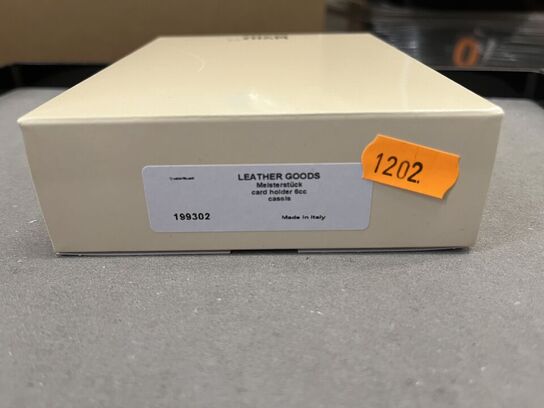 LEATHER GOODS
Meisterstück
card holder 6cc
cassis
199302
Made in Italy
1202